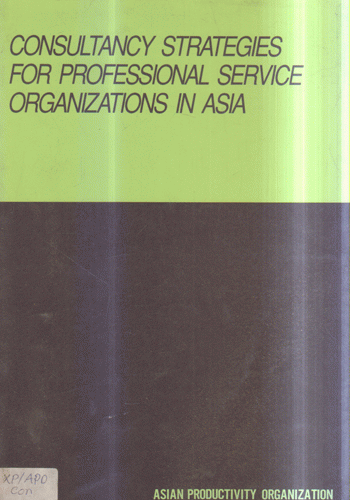 CONSULTANCY STRATEGIES
FOR PROFESSIONAL SERVICE
ORGANIZATIONS IN ASIA
XP/APO
Con
ASIAN PRODUCTIVITY ORGANIZATION